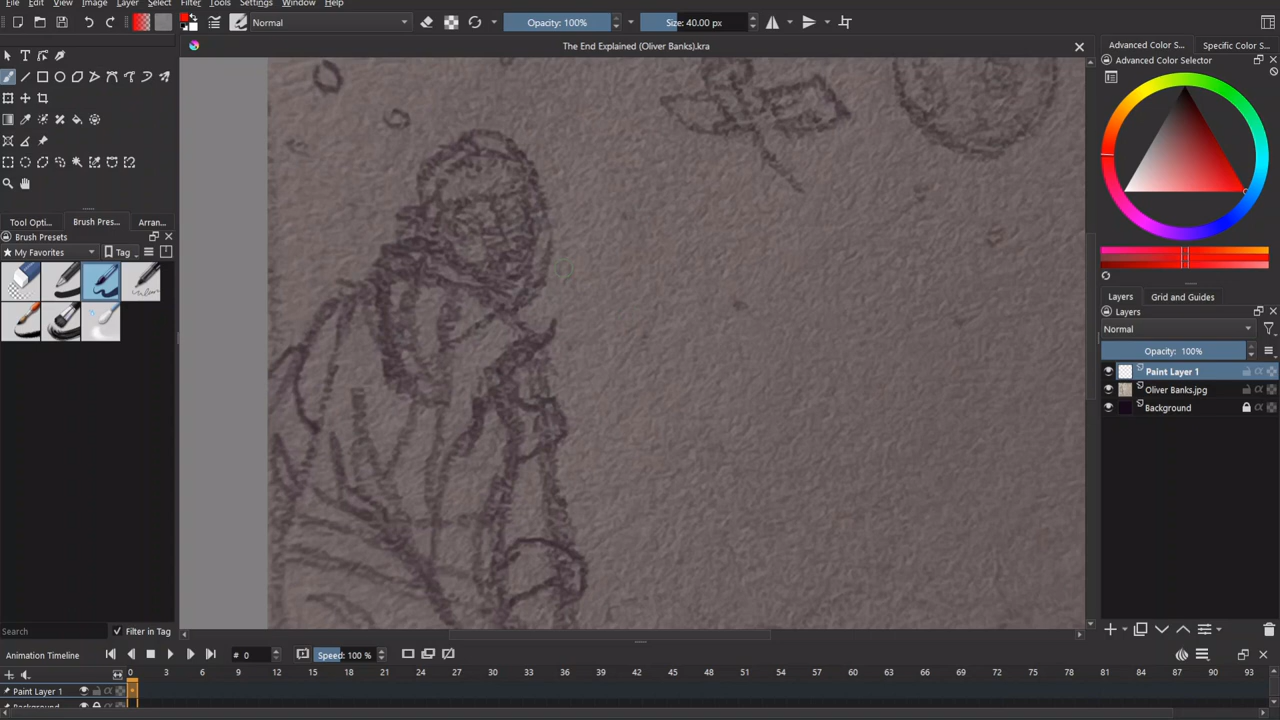 File Edit View Image Layer Select Filter Tools Settings Window Help
Normal Opacity: 100% Size: 40.00 px
The End Explained (Oliver Banks).kra
Advanced Color S... Specific Color S...
Advanced Color Selector
Tool Opti... Brush Pres... Arran...
Brush Presets
★ My Favorites Tag
Layers Grid and Guides
Layers
Normal
Opacity: 100%
Paint Layer 1
Oliver Banks.jpg
Background
Search Filter in Tag
Animation Timeline # 0 Speed: 100 %
0 3 6 9 12 15 18 21 24 27 30 33 36 39 42 45 48 51 54 57 60 63 66 69 72 75 78 81 84 87 90 93
Paint Layer 1
Background